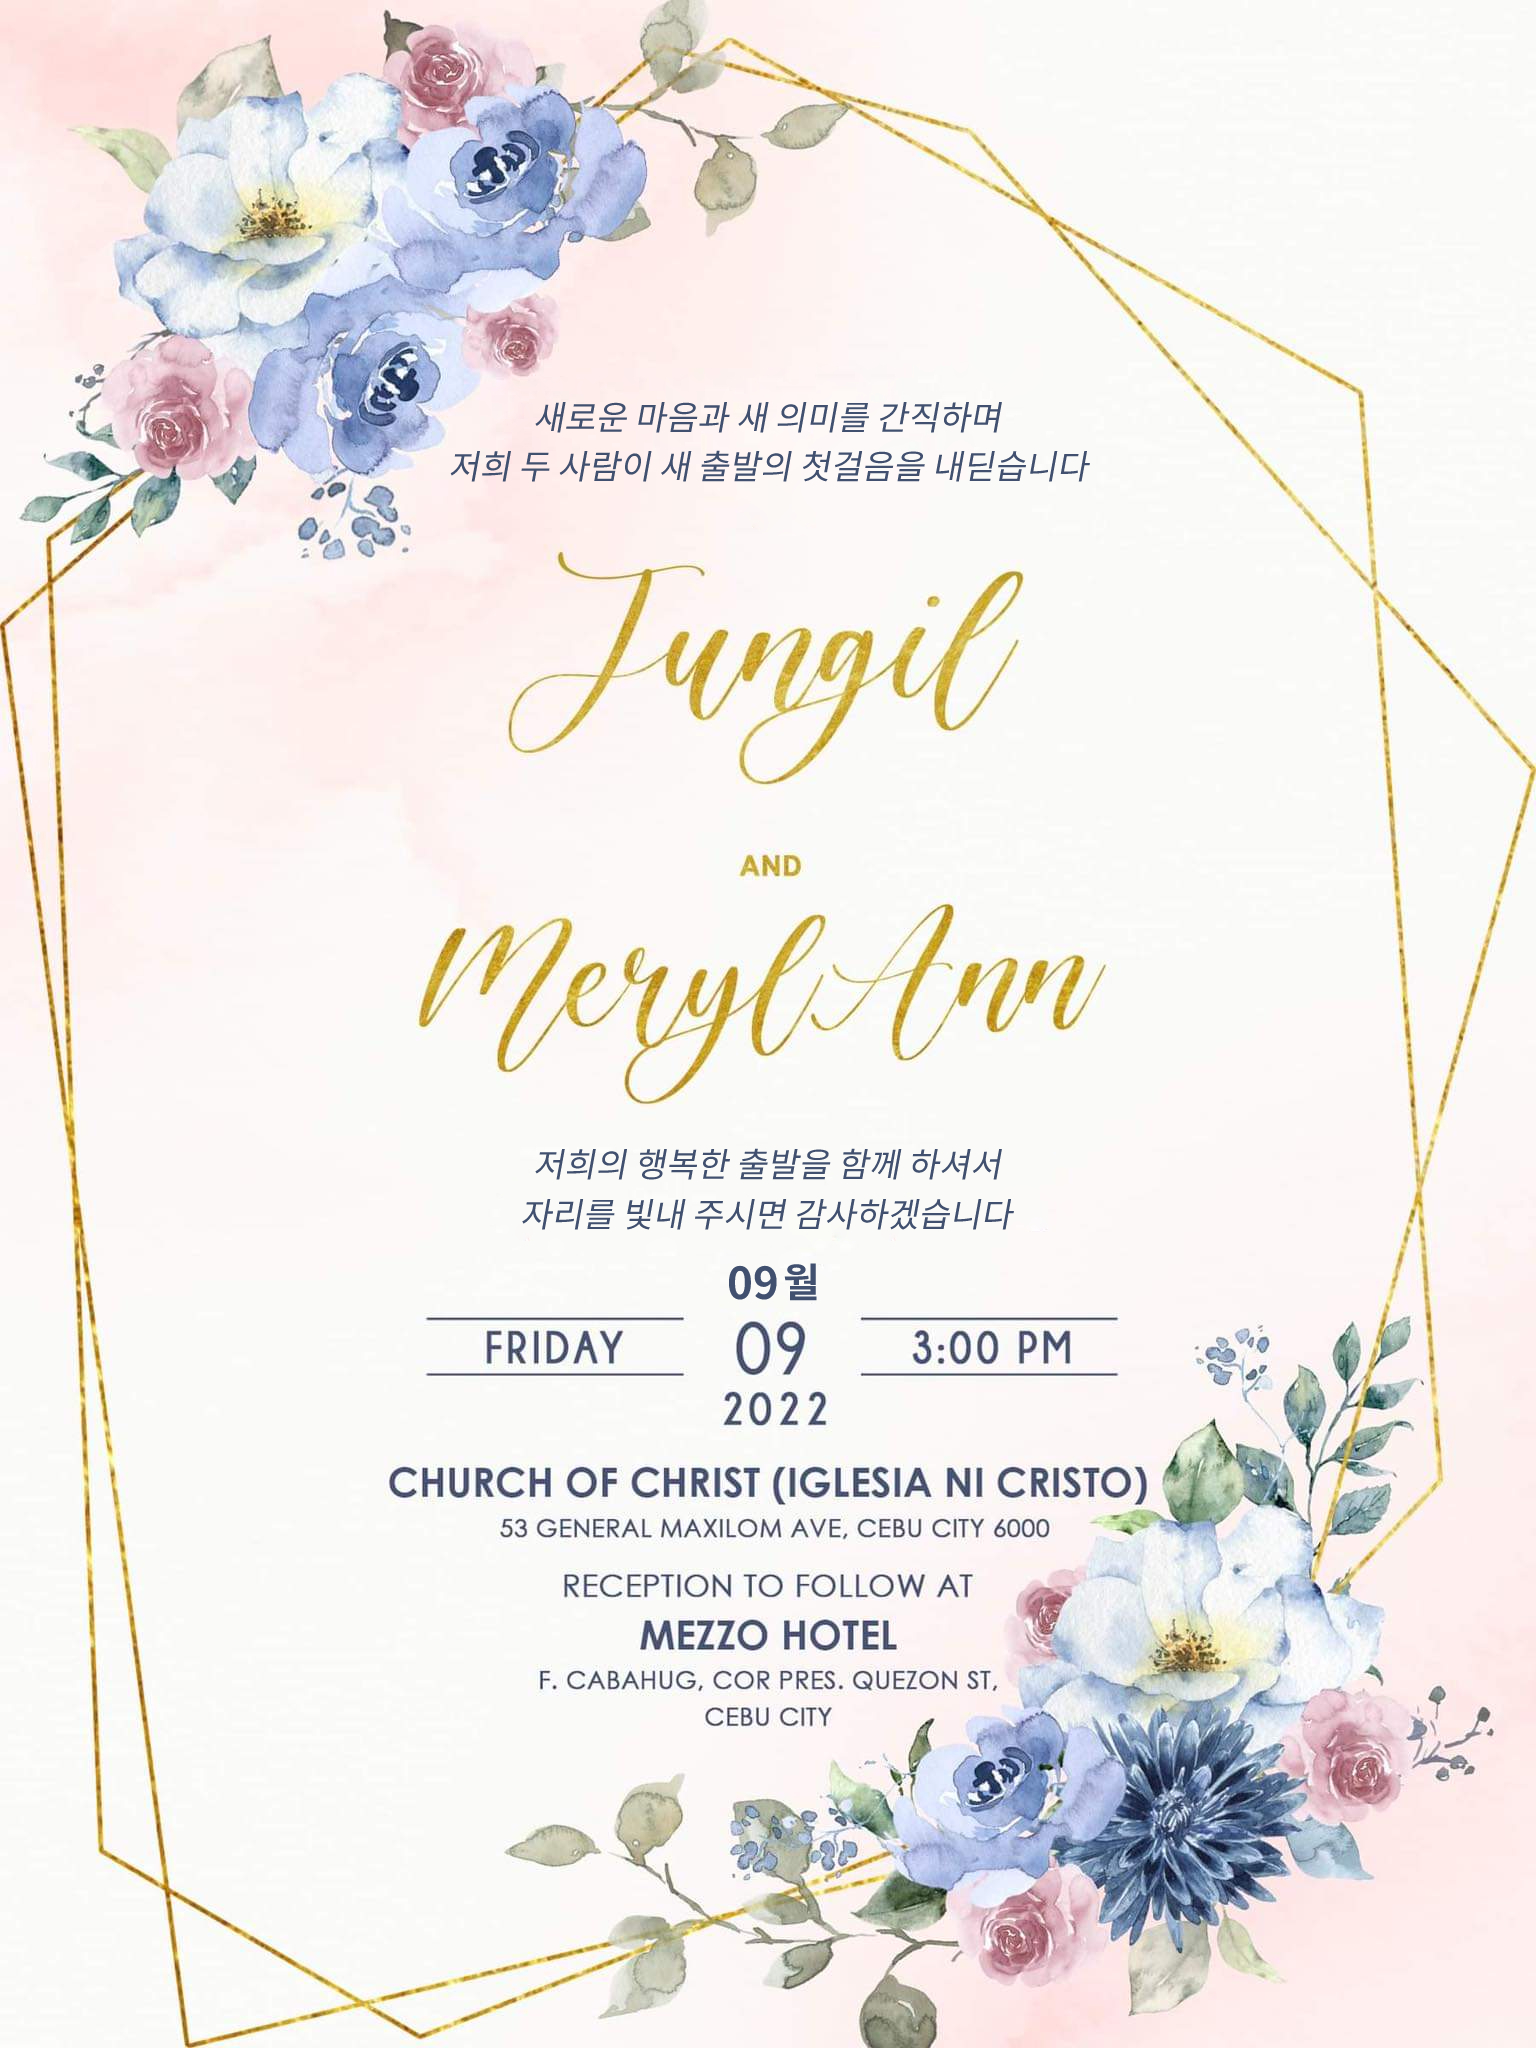 새로운 마음과 새 의미를 간직하며
저희 두 사람이 새 출발의 첫걸음을 내딛습니다
Jungil
AND
MerylAnn
저희의 행복한 출발을 함께 하셔서
자리를 빛내 주시면 감사하겠습니다
09월
FRIDAY 09 3:00 PM
2022
CHURCH OF CHRIST (IGLESIA NI CRISTO)
53 GENERAL MAXILOM AVE, CEBU CITY 6000
RECEPTION TO FOLLOW AT
MEZZO HOTEL
F. CABAHUG, COR PRES. QUEZON ST,
CEBU CITY